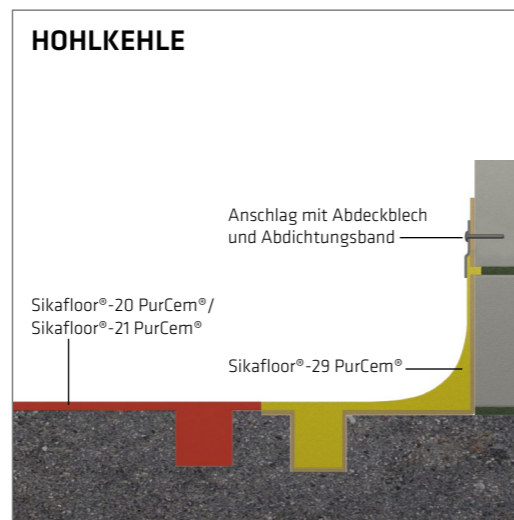 HOHLKEHLE
Anschlag mit Abdeckblech
und Abdichtungsband
Sikafloor®-20 PurCem®/
Sikafloor®-21 PurCem®
Sikafloor®-29 PurCem®